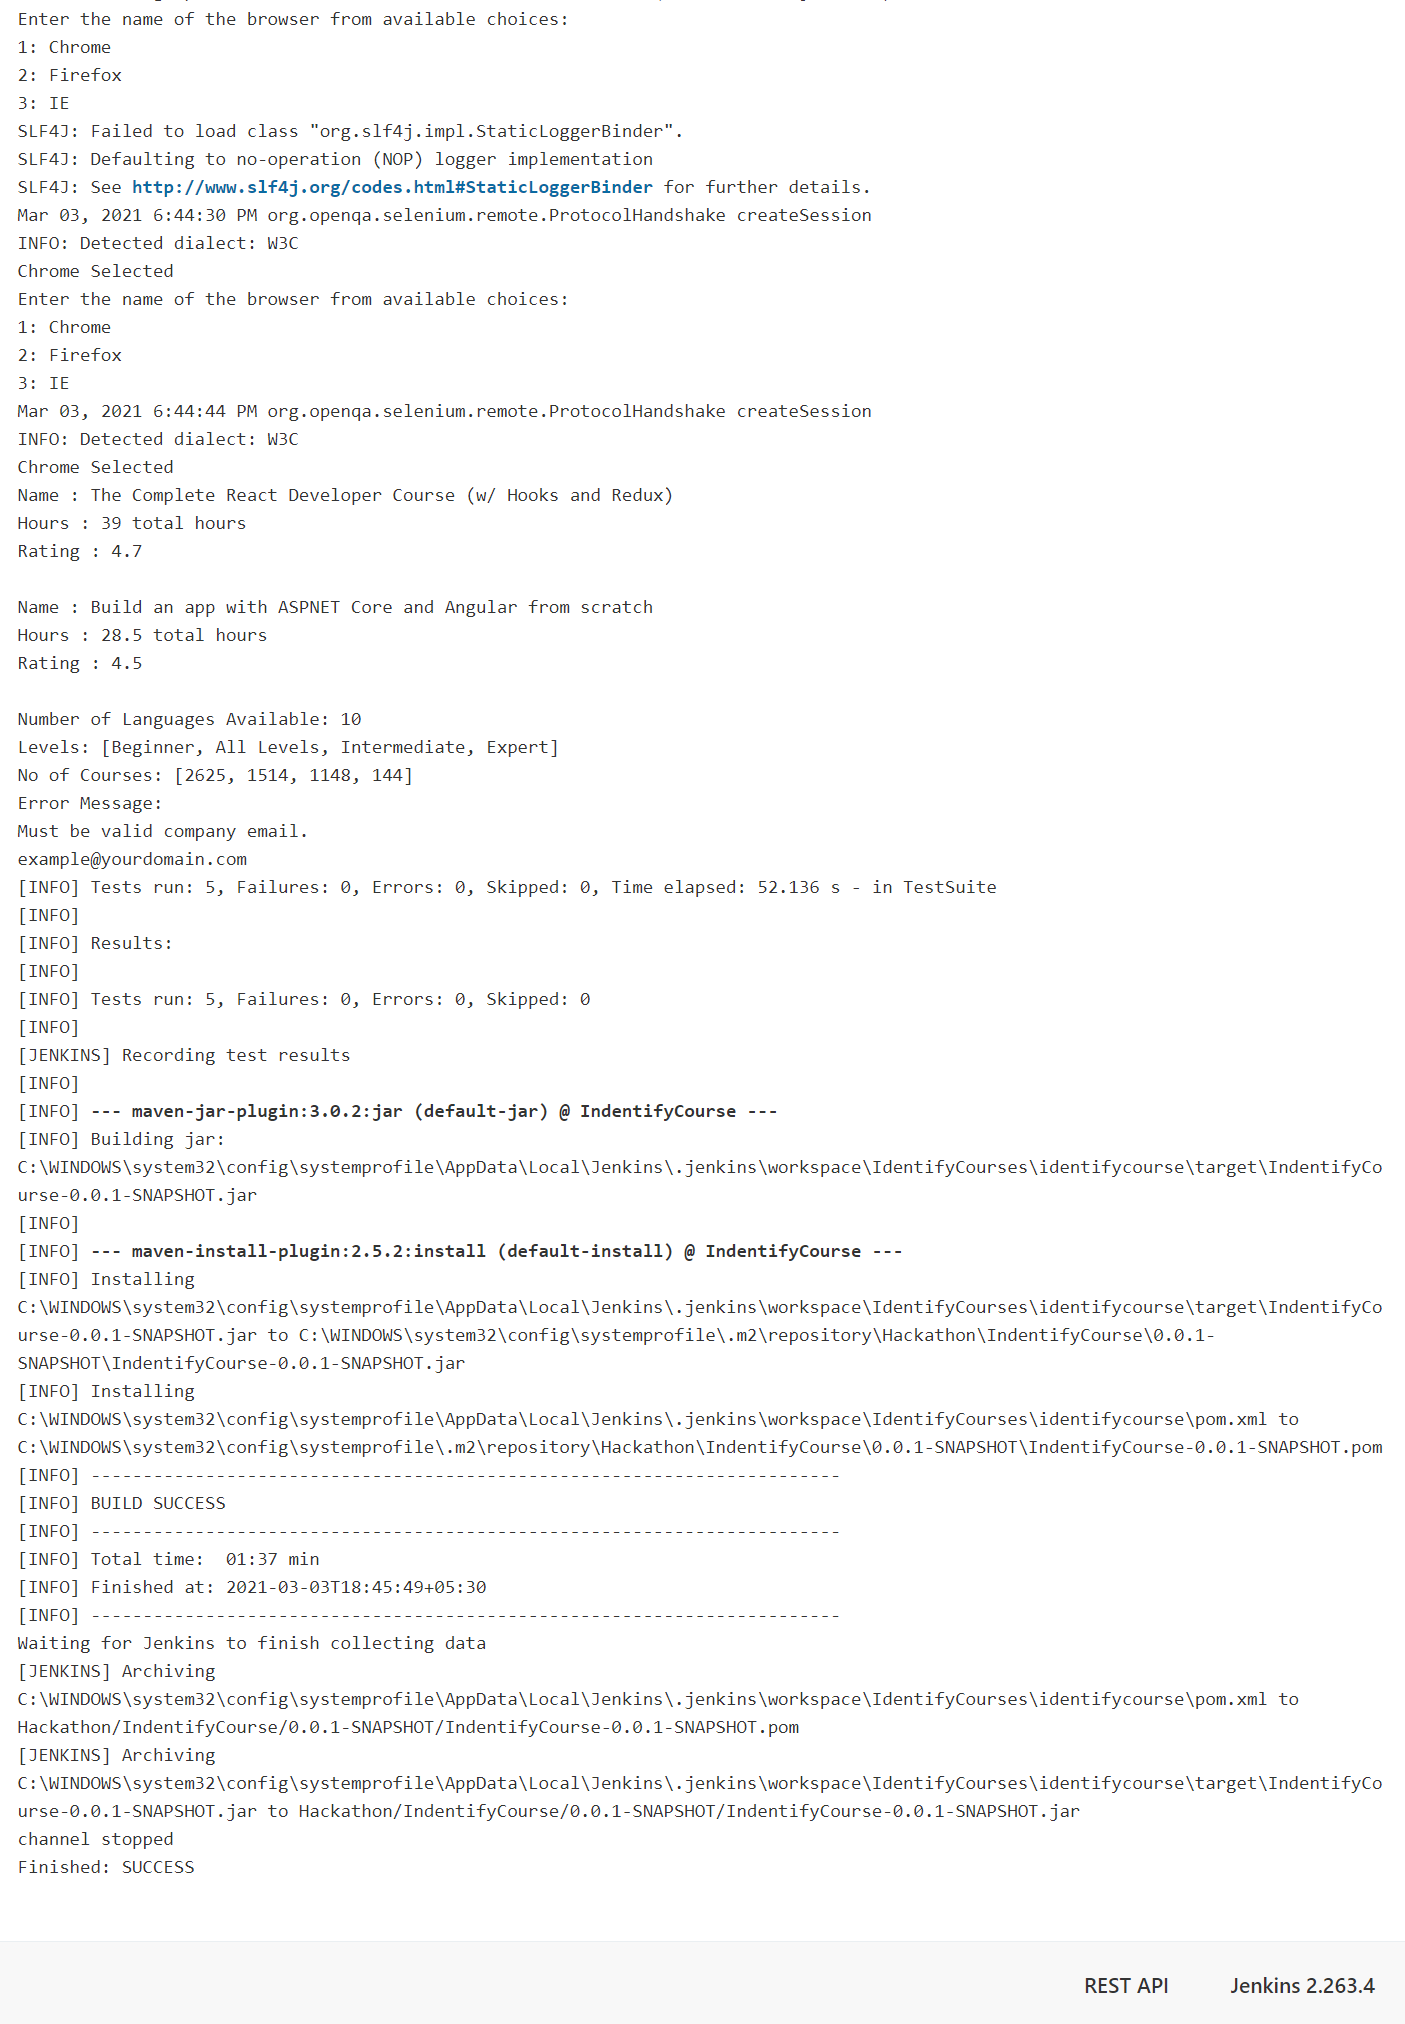 Enter the name of the browser from available choices:
1: Chrome
2: Firefox
3: IE
SLF4J: Failed to load class "org.slf4j.impl.StaticLoggerBinder".
SLF4J: Defaulting to no-operation (NOP) logger implementation
SLF4J: See http://www.slf4j.org/codes.html#StaticLoggerBinder for further details.
Mar 03, 2021 6:44:30 PM org.openqa.selenium.remote.ProtocolHandshake createSession
INFO: Detected dialect: W3C
Chrome Selected
Enter the name of the browser from available choices:
1: Chrome
2: Firefox
3: IE
Mar 03, 2021 6:44:44 PM org.openqa.selenium.remote.ProtocolHandshake createSession
INFO: Detected dialect: W3C
Chrome Selected
Name : The Complete React Developer Course (w/ Hooks and Redux)
Hours : 39 total hours
Rating : 4.7
Name : Build an app with ASPNET Core and Angular from scratch
Hours : 28.5 total hours
Rating : 4.5
Number of Languages Available: 10
Levels: [Beginner, All Levels, Intermediate, Expert]
No of Courses: [2625, 1514, 1148, 144]
Error Message:
Must be valid company email.
example@yourdomain.com
[INFO] Tests run: 5, Failures: 0, Errors: 0, Skipped: 0, Time elapsed: 52.136 s - in TestSuite
[INFO]
[INFO] Results:
[INFO]
[INFO] Tests run: 5, Failures: 0, Errors: 0, Skipped: 0
[INFO]
[JENKINS] Recording test results
[INFO]
[INFO] --- maven-jar-plugin:3.0.2:jar (default-jar) @ IndentifyCourse ---
[INFO] Building jar:
C:\WINDOWS\system32\config\systemprofile\AppData\Local\Jenkins\.jenkins\workspace\IdentifyCourses\identifycourse\target\IndentifyCo
urse-0.0.1-SNAPSHOT.jar
[INFO]
[INFO] --- maven-install-plugin:2.5.2:install (default-install) @ IndentifyCourse ---
[INFO] Installing
C:\WINDOWS\system32\config\systemprofile\AppData\Local\Jenkins\.jenkins\workspace\IdentifyCourses\identifycourse\target\IndentifyCo
urse-0.0.1-SNAPSHOT.jar to C:\WINDOWS\system32\config\systemprofile\.m2\repository\Hackathon\IndentifyCourse\0.0.1-
SNAPSHOT\IndentifyCourse-0.0.1-SNAPSHOT.jar
[INFO] Installing
C:\WINDOWS\system32\config\systemprofile\AppData\Local\Jenkins\.jenkins\workspace\IdentifyCourses\identifycourse\pom.xml to
C:\WINDOWS\system32\config\systemprofile\.m2\repository\Hackathon\IndentifyCourse\0.0.1-SNAPSHOT\IndentifyCourse-0.0.1-SNAPSHOT.pom
[INFO] ------------------------------------------------------------------------
[INFO] BUILD SUCCESS
[INFO] ------------------------------------------------------------------------
[INFO] Total time:  01:37 min
[INFO] Finished at: 2021-03-03T18:45:49+05:30
[INFO] ------------------------------------------------------------------------
Waiting for Jenkins to finish collecting data
[JENKINS] Archiving
C:\WINDOWS\system32\config\systemprofile\AppData\Local\Jenkins\.jenkins\workspace\IdentifyCourses\identifycourse\pom.xml to
Hackathon/IndentifyCourse/0.0.1-SNAPSHOT/IndentifyCourse-0.0.1-SNAPSHOT.pom
[JENKINS] Archiving
C:\WINDOWS\system32\config\systemprofile\AppData\Local\Jenkins\.jenkins\workspace\IdentifyCourses\identifycourse\target\IndentifyCo
urse-0.0.1-SNAPSHOT.jar to Hackathon/IndentifyCourse/0.0.1-SNAPSHOT/IndentifyCourse-0.0.1-SNAPSHOT.jar
channel stopped
Finished: SUCCESS
REST API Jenkins 2.263.4